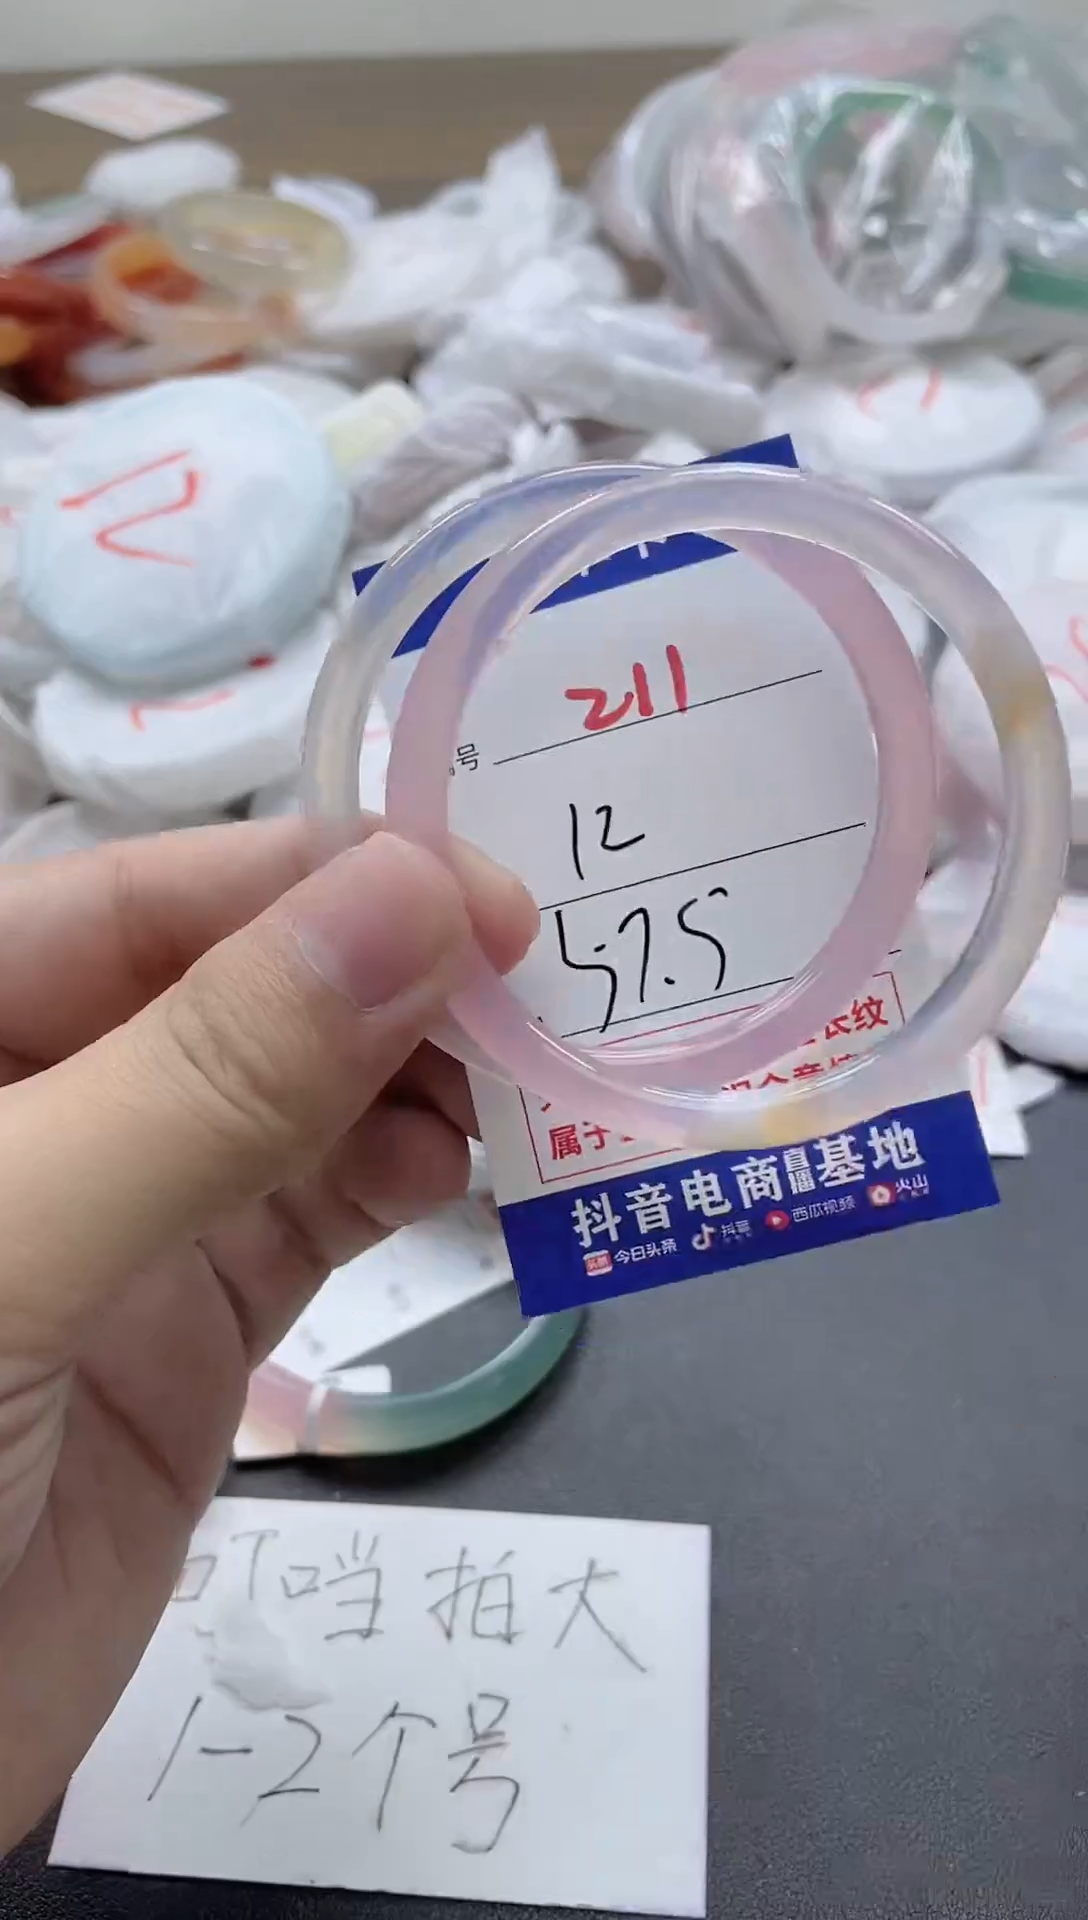 211
号
12
57.5
长纹
属于
抖音电商直播基地
今日头条 抖音 西瓜视频 火山
叮当拍大
1-2个号
12